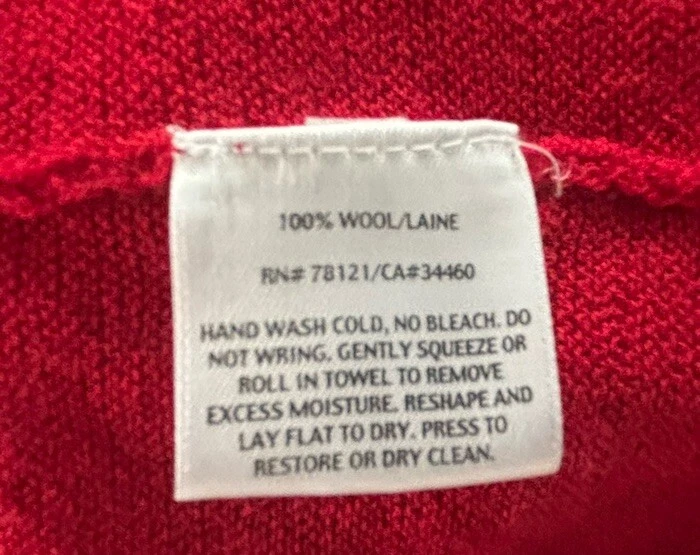 100% WOOL/LAINE
RN# 78121/CA#34460
HAND WASH COLD, NO BLEACH. DO
NOT WRING. GENTLY SQUEEZE OR
ROLL IN TOWEL TO REMOVE
EXCESS MOISTURE. RESHAPE AND
LAY FLAT TO DRY. PRESS TO
RESTORE OR DRY CLEAN.